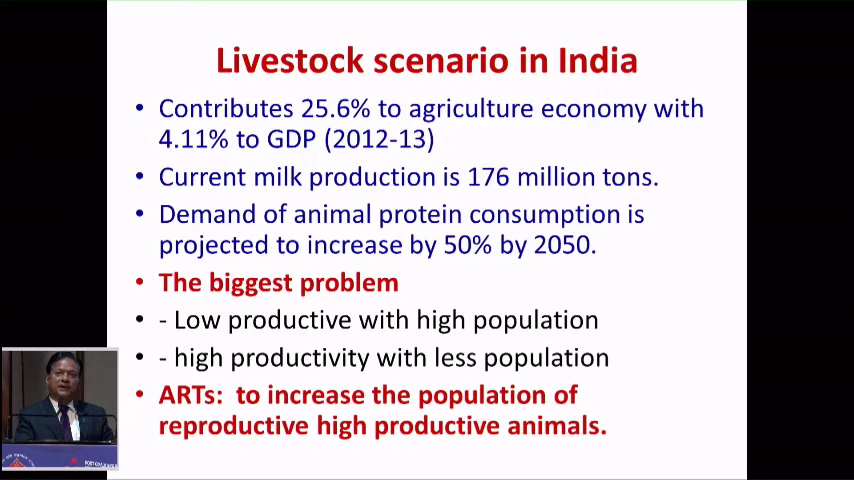 Livestock scenario in India
• Contributes 25.6% to agriculture economy with
4.11% to GDP (2012-13)
• Current milk production is 176 million tons.
• Demand of animal protein consumption is
projected to increase by 50% by 2050.
• The biggest problem
• - Low productive with high population
• - high productivity with less population
• ARTs: to increase the population of
reproductive high productive animals.